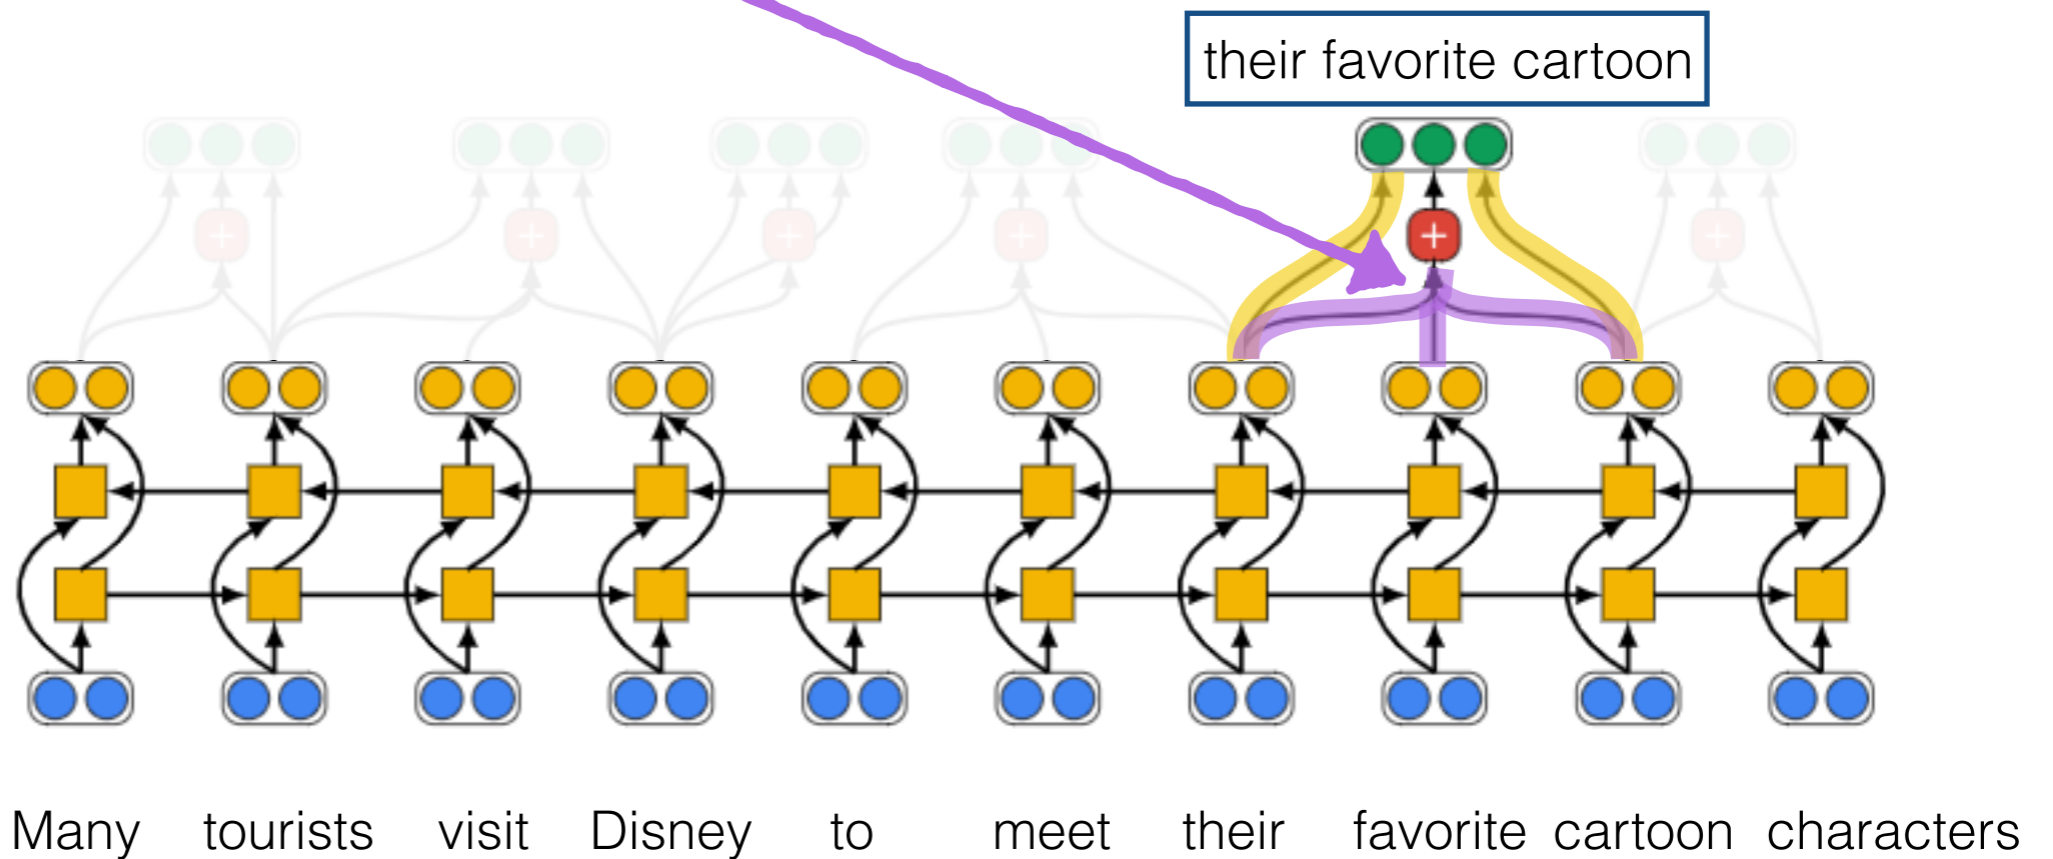 their favorite cartoon
+ + + + + +
Many tourists visit Disney to meet their favorite cartoon characters